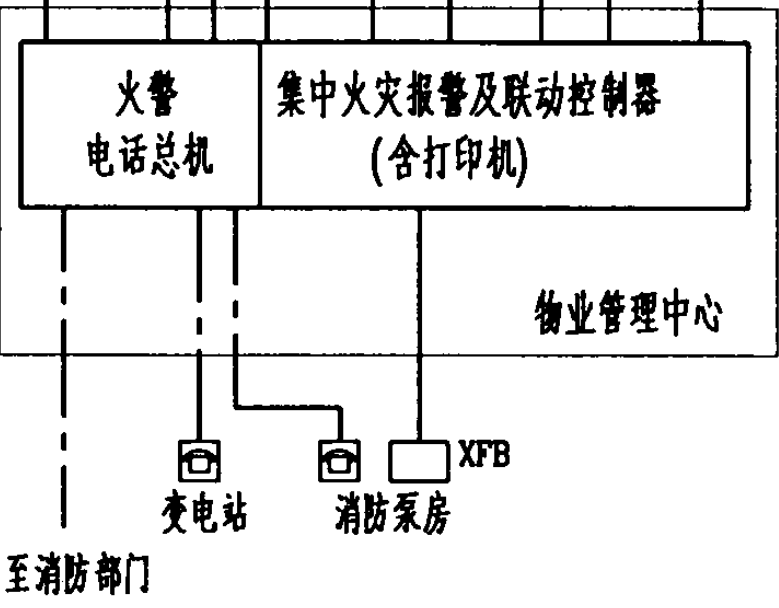 火警
电话总机
集中火灾报警及联动控制器
(含打印机)
物业管理中心
XFB
变电站
消防泵房
至消防部门